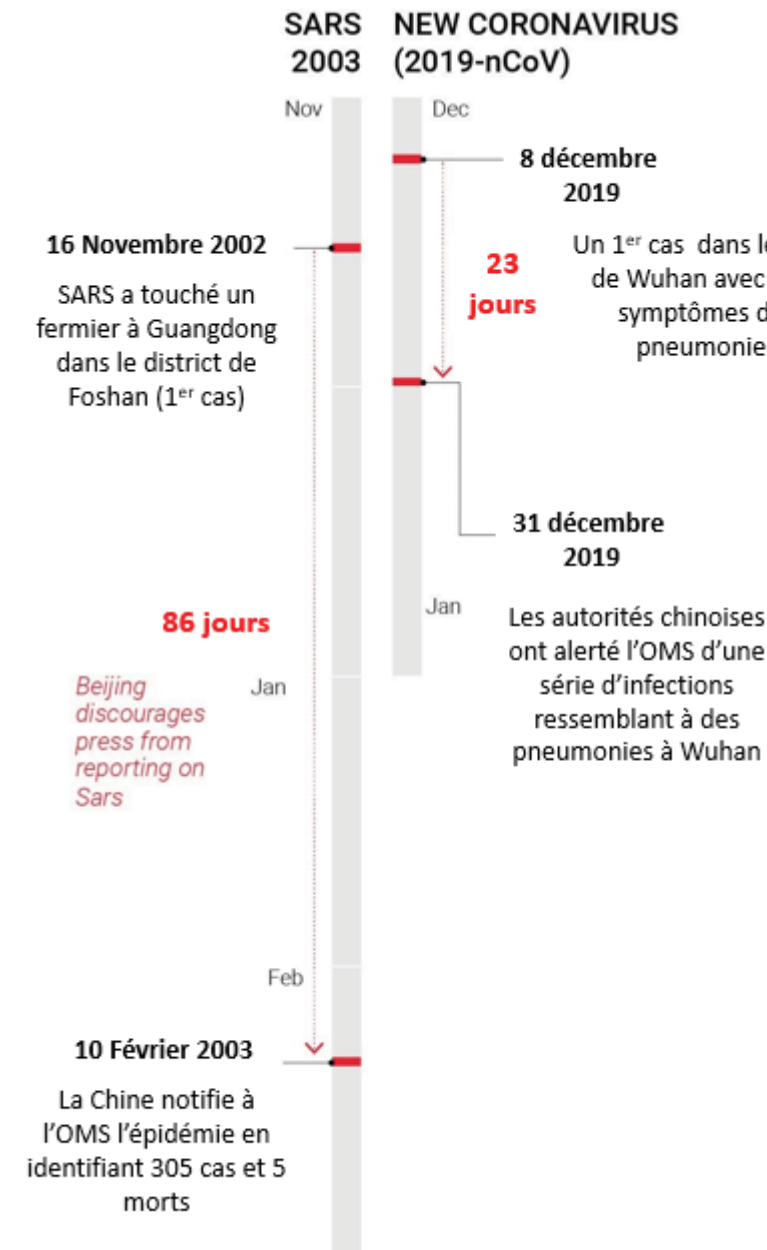 SARS
2003
NEW CORONAVIRUS
(2019-nCoV)
Nov
Dec
8 décembre
2019
Un 1er cas dans
de Wuhan avec
symptômes
pneumonie
23
jours
16 Novembre 2002
SARS a touché un
fermier à Guangdong
dans le district de
Foshan (1er cas)
31 décembre
2019
Les autorités chinoises
ont alerté l’OMS d’une
série d’infections
ressemblant à des
pneumonies à Wuhan
Jan
86 jours
Beijing
discourages
press from
reporting on
Sars
Jan
Feb
10 Février 2003
La Chine notifie à
l’OMS l’épidémie en
identifiant 305 cas et 5
morts